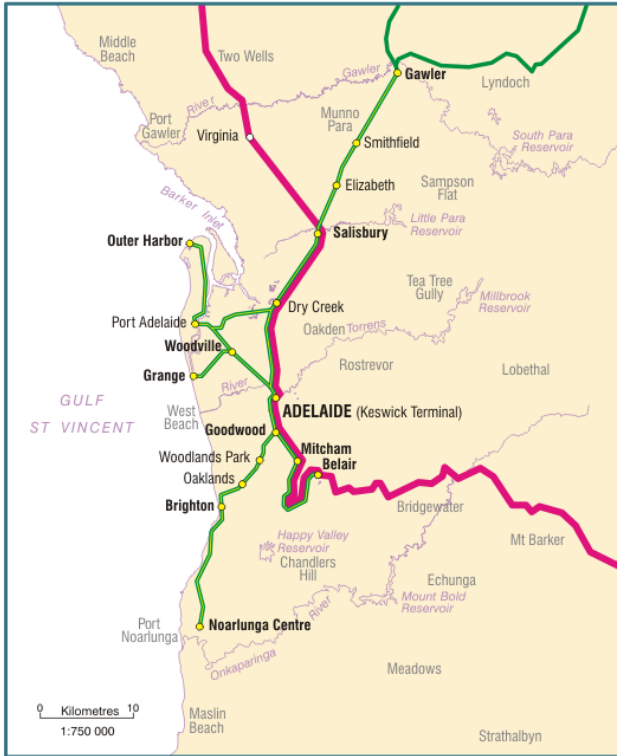 Middle
Beach
Two Wells
Gawler
Gawler
Lyndoch
River
Port
Gawler
Munno
Para
Virginia
Smithfield
South Para
Reservoir
Elizabeth
Sampson
Flat
Barker Inlet
Little Para
Reservoir
Outer Harbor
Salisbury
Tea Tree
Gully
Millbrook
Reservoir
Dry Creek
Port Adelaide
Oakden
Torrens
Woodville
Rostrevor
Lobethal
Grange
River
GULF
ST VINCENT
West
Beach
ADELAIDE (Keswick Terminal)
Goodwood
Mitcham
Woodlands Park
Belair
Oaklands
Brighton
Bridgewater
Happy Valley
Reservoir
Mt Barker
Chandlers
Hill
Echunga
Mount Bold
Reservoir
River
Port
Noarlunga
Noarlunga Centre
Onkaparinga
Meadows
0 Kilometres 10
1:750 000
Maslin
Beach
Strathalbyn